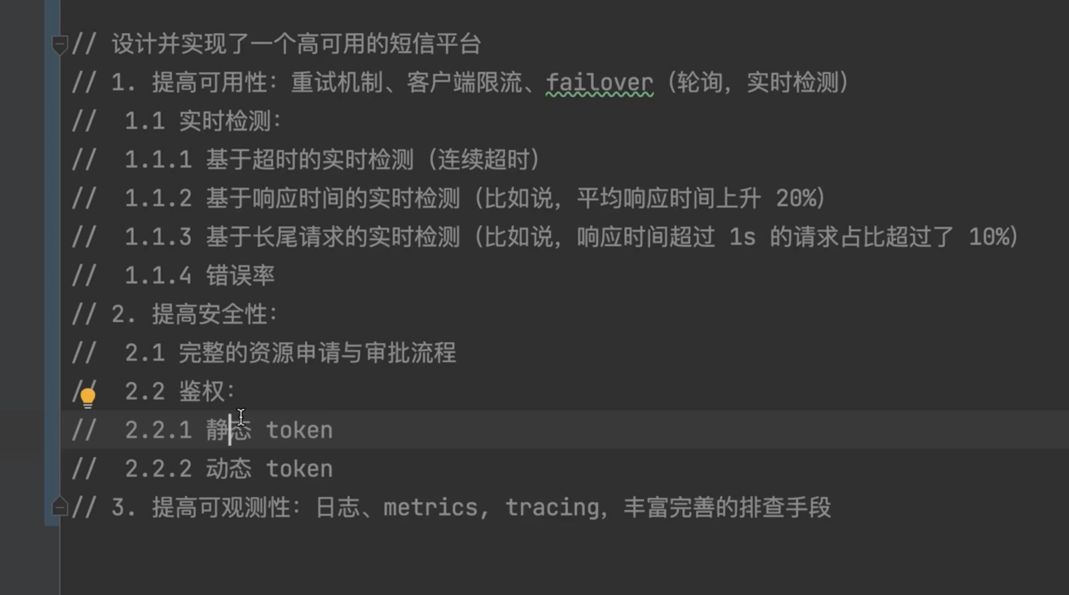 // 设计并实现了一个高可用的短信平台
// 1. 提高可用性：重试机制、客户端限流、failover（轮询，实时检测）
//  1.1 实时检测：
//  1.1.1 基于超时的实时检测（连续超时）
//  1.1.2 基于响应时间的实时检测（比如说，平均响应时间上升 20%）
//  1.1.3 基于长尾请求的实时检测（比如说，响应时间超过 1s 的请求占比超过了 10%）
//  1.1.4 错误率
// 2. 提高安全性：
//  2.1 完整的资源申请与审批流程
//  2.2 鉴权：
//  2.2.1 静态 token
//  2.2.2 动态 token
// 3. 提高可观测性：日志、metrics, tracing，丰富完善的排查手段